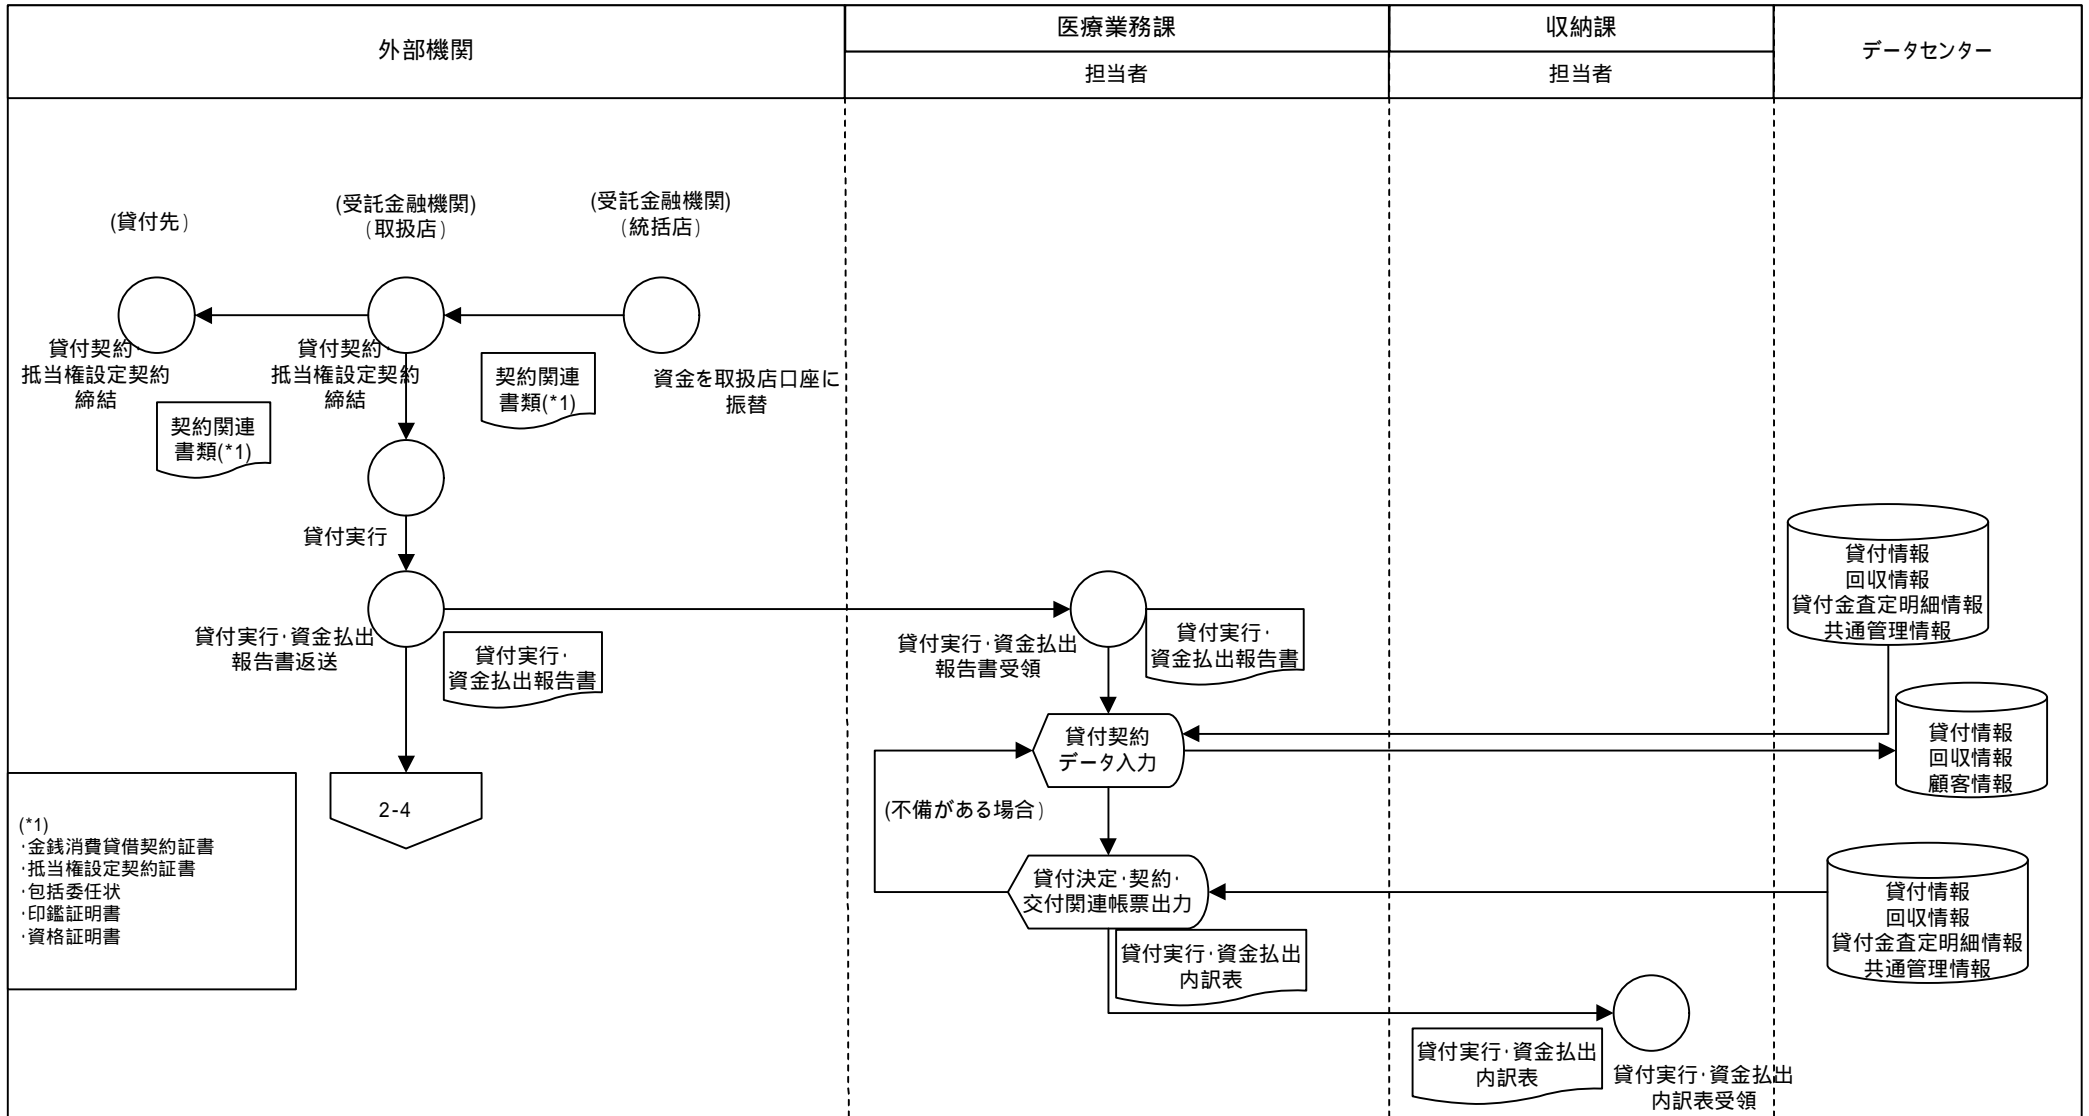 外部機関
医療業務課
担当者
収納課
担当者
データセンター
(貸付先)
(受託金融機関)
(取扱店)
(受託金融機関)
(統括店)
貸付契約・
抵当権設定契約
締結
貸付契約・
抵当権設定契約
締結
契約関連
書類(*1)
資金を取扱店口座に
振替
契約関連
書類(*1)
貸付実行
貸付実行・資金払出
報告書返送
貸付実行・
資金払出報告書
貸付実行・資金払出
報告書受領
貸付実行・
資金払出報告書
貸付情報
回収情報
貸付金査定明細情報
共通管理情報
貸付契約
データ入力
貸付情報
回収情報
顧客情報
2-4
(不備がある場合)
(*1)
・金銭消費貸借契約証書
・抵当権設定契約証書
・包括委任状
・印鑑証明書
・資格証明書
貸付決定・契約・
交付関連帳票出力
貸付情報
回収情報
貸付金査定明細情報
共通管理情報
貸付実行・資金払出
内訳表
貸付実行・資金払出
内訳表
貸付実行・資金払出
内訳表受領